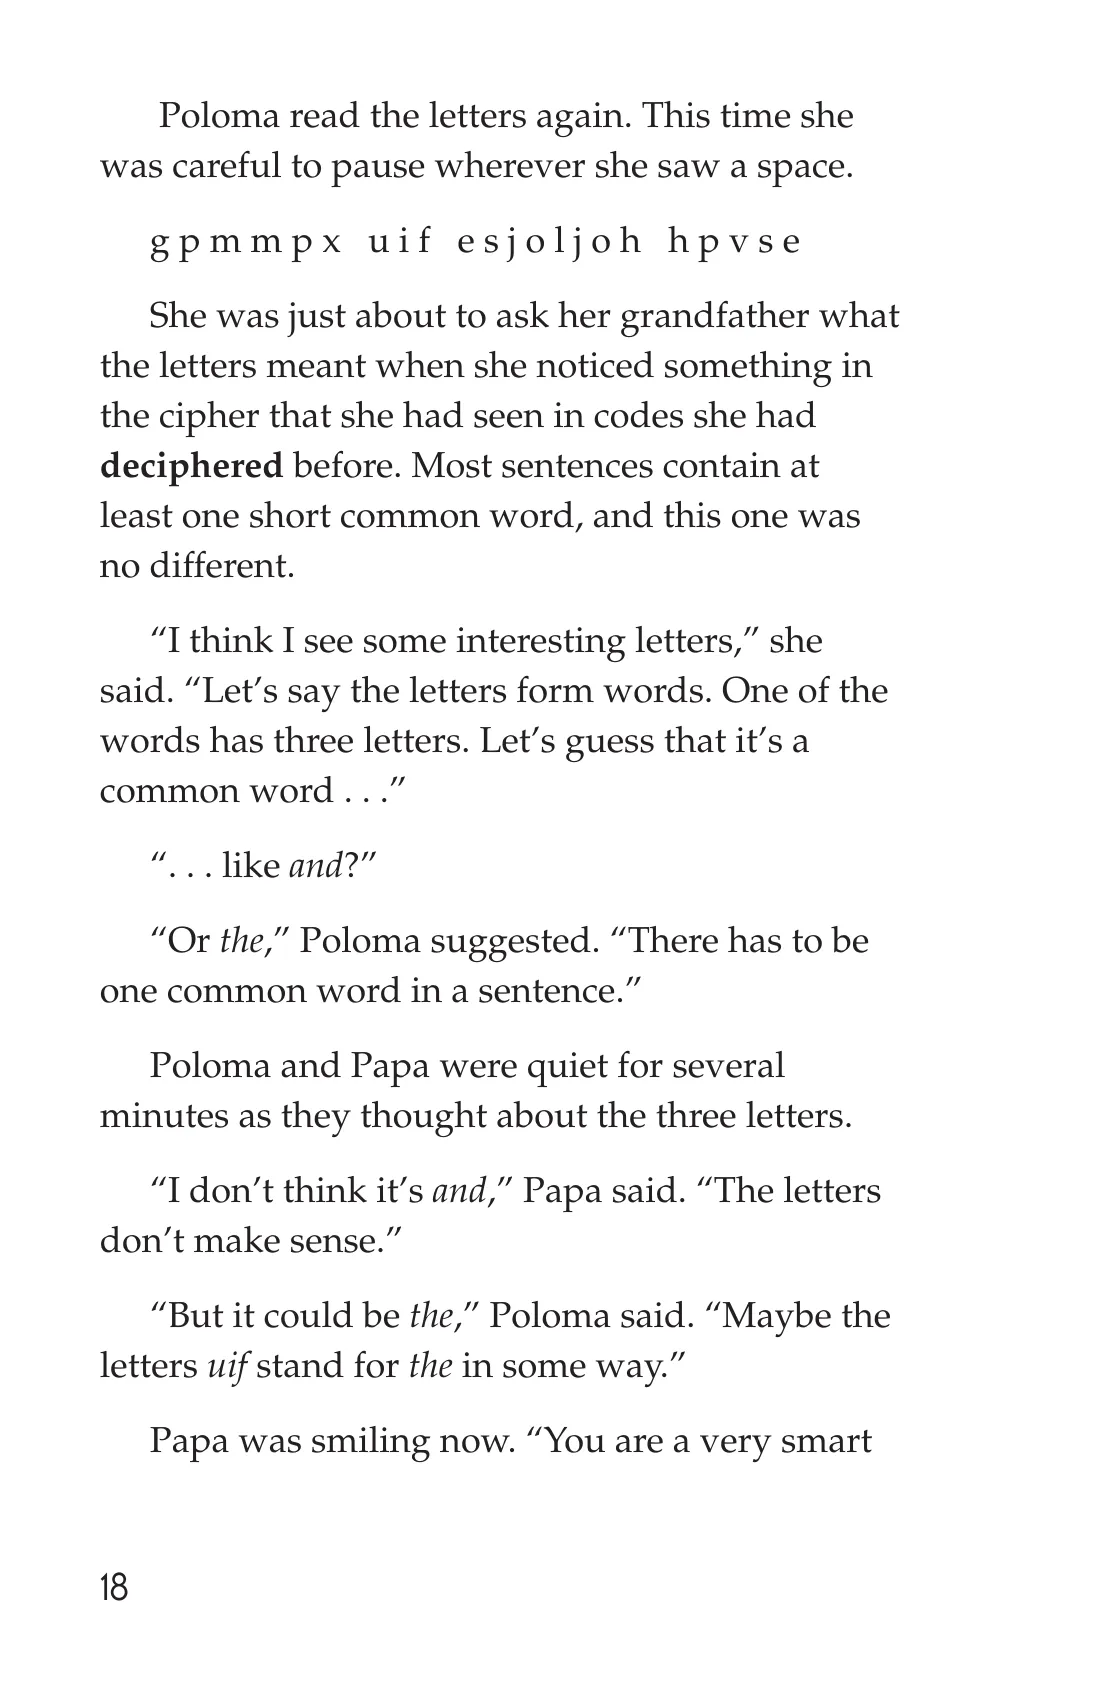 Poloma read the letters again. This time she
was careful to pause wherever she saw a space.
g p m m p x   u i f   e s j o l j o h   h p v s e
She was just about to ask her grandfather what
the letters meant when she noticed something in
the cipher that she had seen in codes she had
deciphered before. Most sentences contain at
least one short common word, and this one was
no different.
“I think I see some interesting letters,” she
said. “Let’s say the letters form words. One of the
words has three letters. Let’s guess that it’s a
common word . . .”
“. . . like and?”
“Or the,” Poloma suggested. “There has to be
one common word in a sentence.”
Poloma and Papa were quiet for several
minutes as they thought about the three letters.
“I don’t think it’s and,” Papa said. “The letters
don’t make sense.”
“But it could be the,” Poloma said. “Maybe the
letters uif stand for the in some way.”
Papa was smiling now. “You are a very smart
18